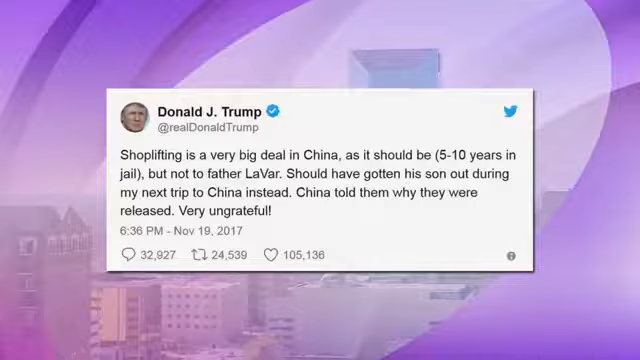 Donald J. Trump
@realDonaldTrump
Shoplifting is a very big deal in China, as it should be (5-10 years in
jail), but not to father LaVar. Should have gotten his son out during
my next trip to China instead. China told them why they were
released. Very ungrateful!
6:36 PM - Nov 19, 2017
32,927 24,539 105,136